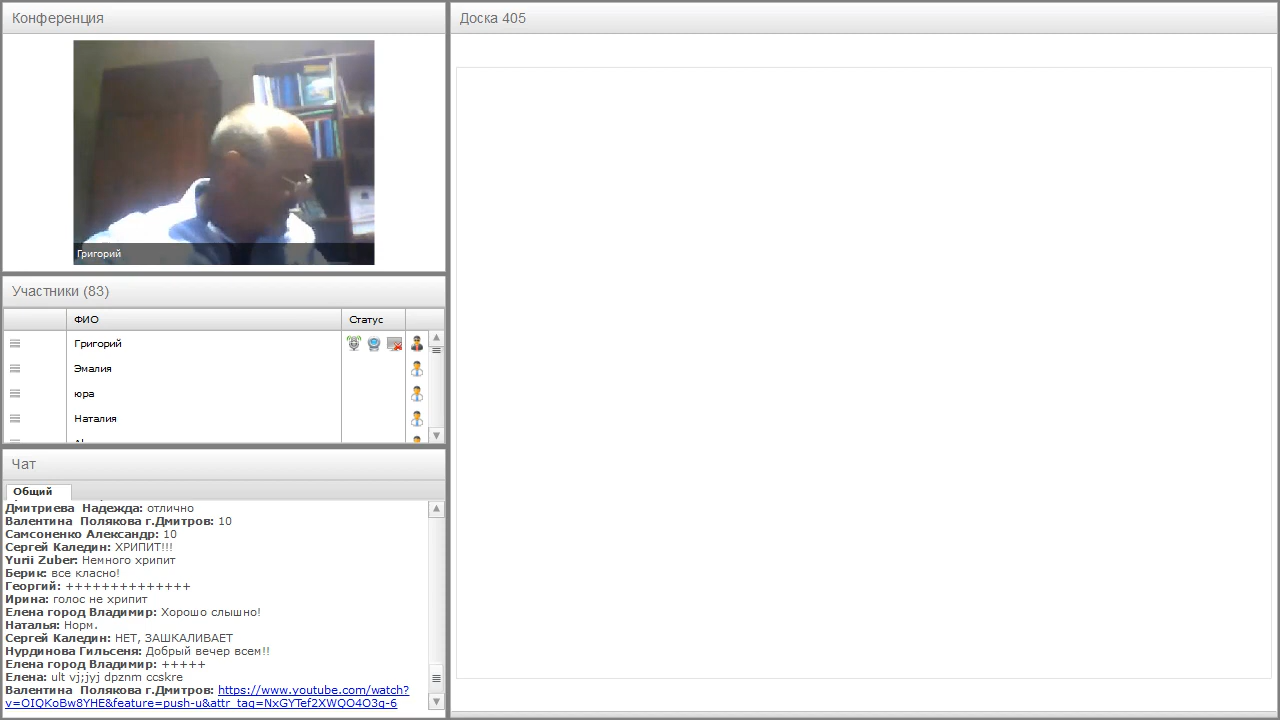 Конференция
Григорий
Участники (83)
ФИО
Статус
Григорий
Эмалия
юра
Наталия
Чат
Общий
Дмитриева Надежда: отлично
Валентина Полякова г.Дмитров: 10
Самсоненко Александр: 10
Сергей Каледин: ХРИПИТ!!!
Yurii Zuber: Немного хрипит
Берик: все класно!
Георгий: ++++++++++++++
Ирина: голос не хрипит
Елена город Владимир: Хорошо слышно!
Наталья: Норм.
Сергей Каледин: НЕТ, ЗАШКАЛИВАЕТ
Нурдинова Гильсеня: Добрый вечер всем!!
Елена город Владимир: +++++
Елена: ult vj;jyj dpznm ccskre
Валентина Полякова г.Дмитров: https://www.youtube.com/watch?
v=OIQKoBw8YHE&feature=push-u&attr_tag=NxGYTef2XWQO4O3q-6
Доска 405